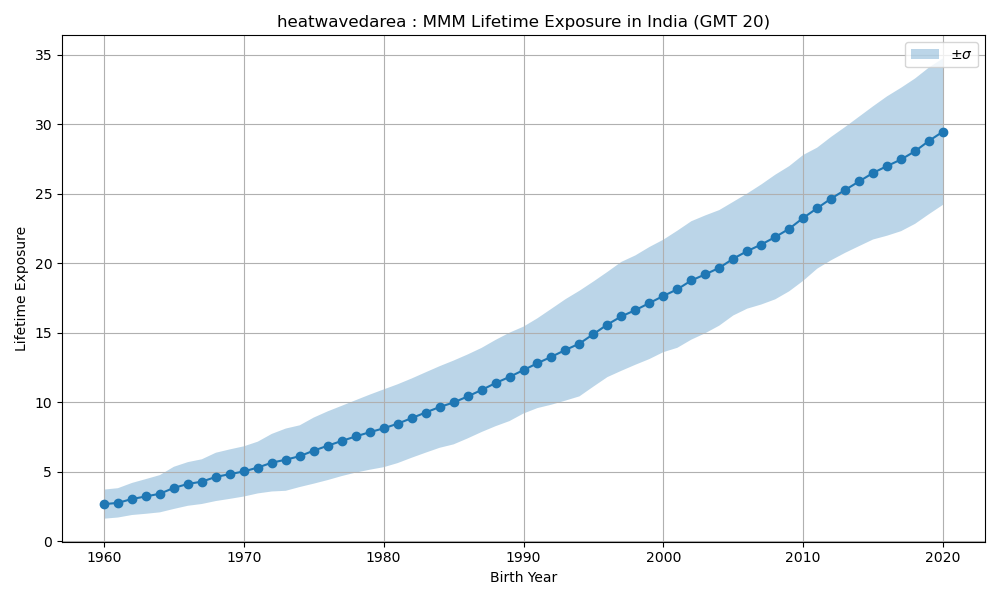 heatwavedarea : MMM Lifetime Exposure in India (GMT 20)
±σ
Lifetime Exposure
35
30
25
20
15
10
5
0
1960 1970 1980 1990 2000 2010 2020
Birth Year